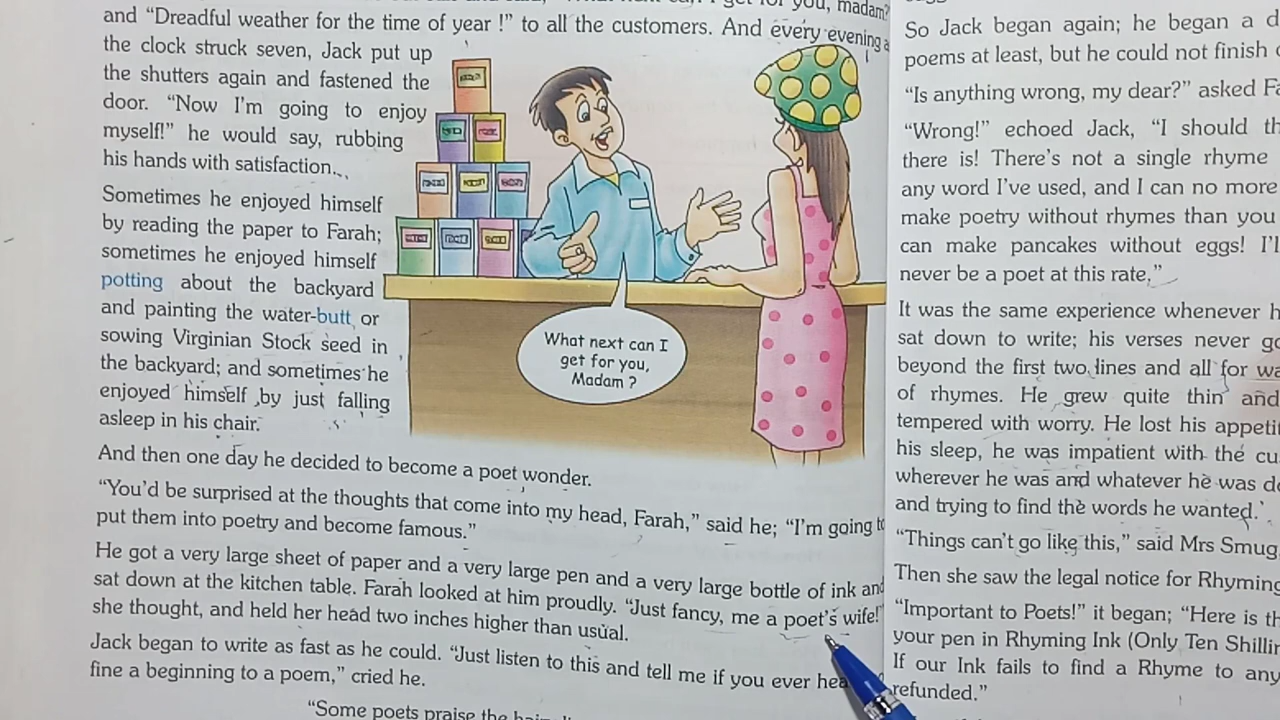 you, madam?
and “Dreadful weather for the time of year !” to all the customers. And every evening a
the clock struck seven, Jack put up
the shutters again and fastened the
door. “Now I’m going to enjoy
myself!” he would say, rubbing
his hands with satisfaction.
Sometimes he enjoyed himself
by reading the paper to Farah;
sometimes he enjoyed himself
potting about the backyard
and painting the water-butt or
sowing Virginian Stock seed in
the backyard; and sometimes he
enjoyed himself by just falling
asleep in his chair.
What next can I
get for you,
Madam ?
And then one day he decided to become a poet wonder.
“You’d be surprised at the thoughts that come into my head, Farah,” said he; “I’m going to
put them into poetry and become famous.”
He got a very large sheet of paper and a very large pen and a very large bottle of ink and
sat down at the kitchen table. Farah looked at him proudly. “Just fancy, me a poet’s wife!”
she thought, and held her head two inches higher than usual.
Jack began to write as fast as he could. “Just listen to this and tell me if you ever hea
fine a beginning to a poem,” cried he.
“Some poets praise the
So Jack began again; he began a d
poems at least, but he could not finish
“Is anything wrong, my dear?” asked Fa
“Wrong!” echoed Jack, “I should th
there is! There’s not a single rhyme
any word I’ve used, and I can no more
make poetry without rhymes than you
can make pancakes without eggs! I’l
never be a poet at this rate,”
It was the same experience whenever h
sat down to write; his verses never go
beyond the first two lines and all for wa
of rhymes. He grew quite thin and
tempered with worry. He lost his appetit
his sleep, he was impatient with the cu
wherever he was and whatever he was do
and trying to find the words he wanted.
“Things can’t go like this,” said Mrs Smug
Then she saw the legal notice for Rhyming
“Important to Poets!” it began; “Here is th
your pen in Rhyming Ink (Only Ten Shillin
If our Ink fails to find a Rhyme to any
refunded.”